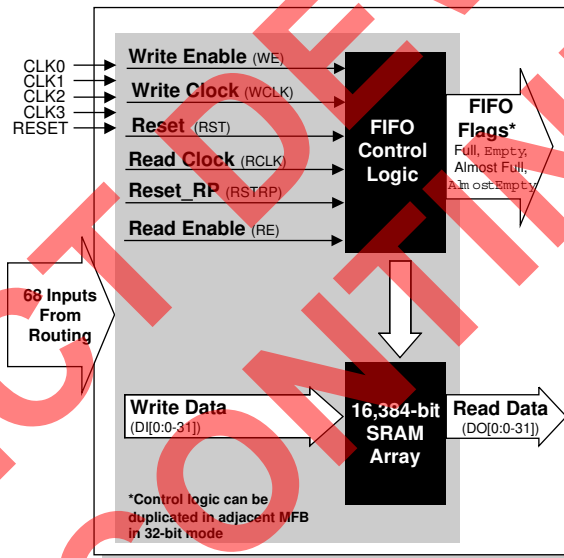 CLK0
CLK1
CLK2
CLK3
RESET
Write Enable (WE)
Write Clock (WCLK)
Reset (RST)
Read Clock (RCLK)
Reset_RP (RSTRP)
Read Enable (RE)
FIFO
Control
Logic
FIFO
Flags*
Full, Empty,
Almost Full,
AlmostEmpty
68 Inputs
From
Routing
Write Data
(DI[0:0-31])
16,384-bit
SRAM
Array
Read Data
(DO[0:0-31])
*Control logic can be
duplicated in adjacent MFB
in 32-bit mode